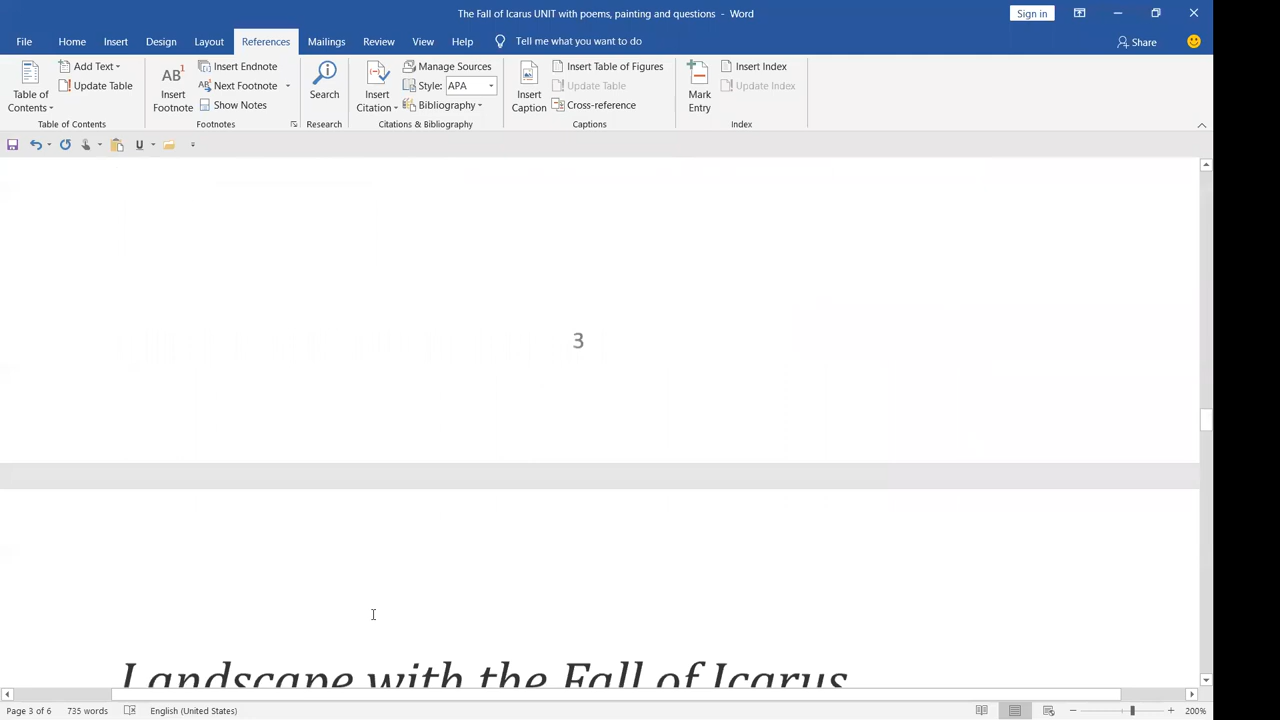 The Fall of Icarus UNIT with poems, painting and questions - Word
Sign in
File Home Insert Design Layout References Mailings Review View Help Tell me what you want to do
Share
Table of Contents
Add Text
Update Table
Table of Contents
AB1 Insert Footnote
Insert Endnote
Next Footnote
Show Notes
Footnotes
Search
Research
Insert Citation
Manage Sources
Style: APA
Bibliography
Citations & Bibliography
Insert Caption
Insert Table of Figures
Update Table
Cross-reference
Captions
Mark Entry
Insert Index
Update Index
Index
3
Landscape with the Fall of Icarus
Page 3 of 6 735 words English (United States) 200%